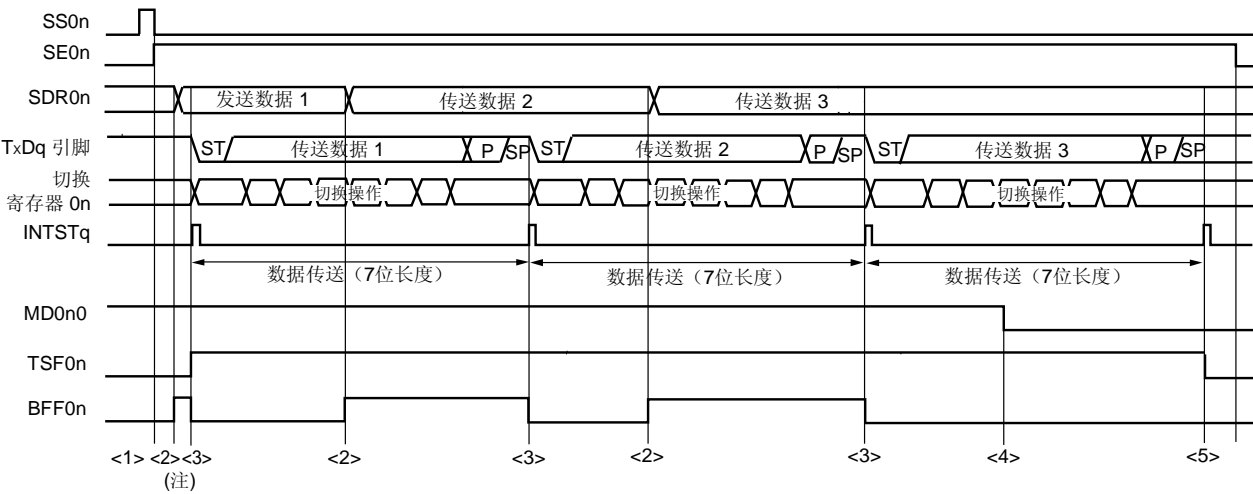 SS0n
SE0n
SDR0n
发送数据 1
传送数据 2
传送数据 3
TxDq 引脚
ST
传送数据 1
P
SP
ST
传送数据 2
P
SP
ST
传送数据 3
P
SP
切换
寄存器 0n
切换操作
切换操作
切换操作
INTSTq
数据传送（7位长度）
数据传送（7位长度）
数据传送（7位长度）
MD0n0
TSF0n
BFF0n
<1> <2> <3> <2> <3> <2> <3> <4> <5>
(注)